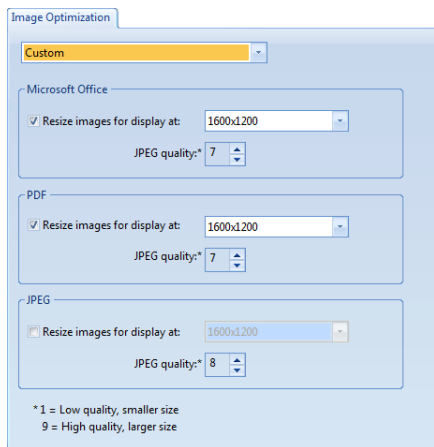 Image Optimization
Custom
Microsoft Office
Resize images for display at: 1600x1200
JPEG quality:* 7
PDF
Resize images for display at: 1600x1200
JPEG quality:* 7
JPEG
Resize images for display at: 1600x1200
JPEG quality:* 8
* 1 = Low quality, smaller size
9 = High quality, larger size